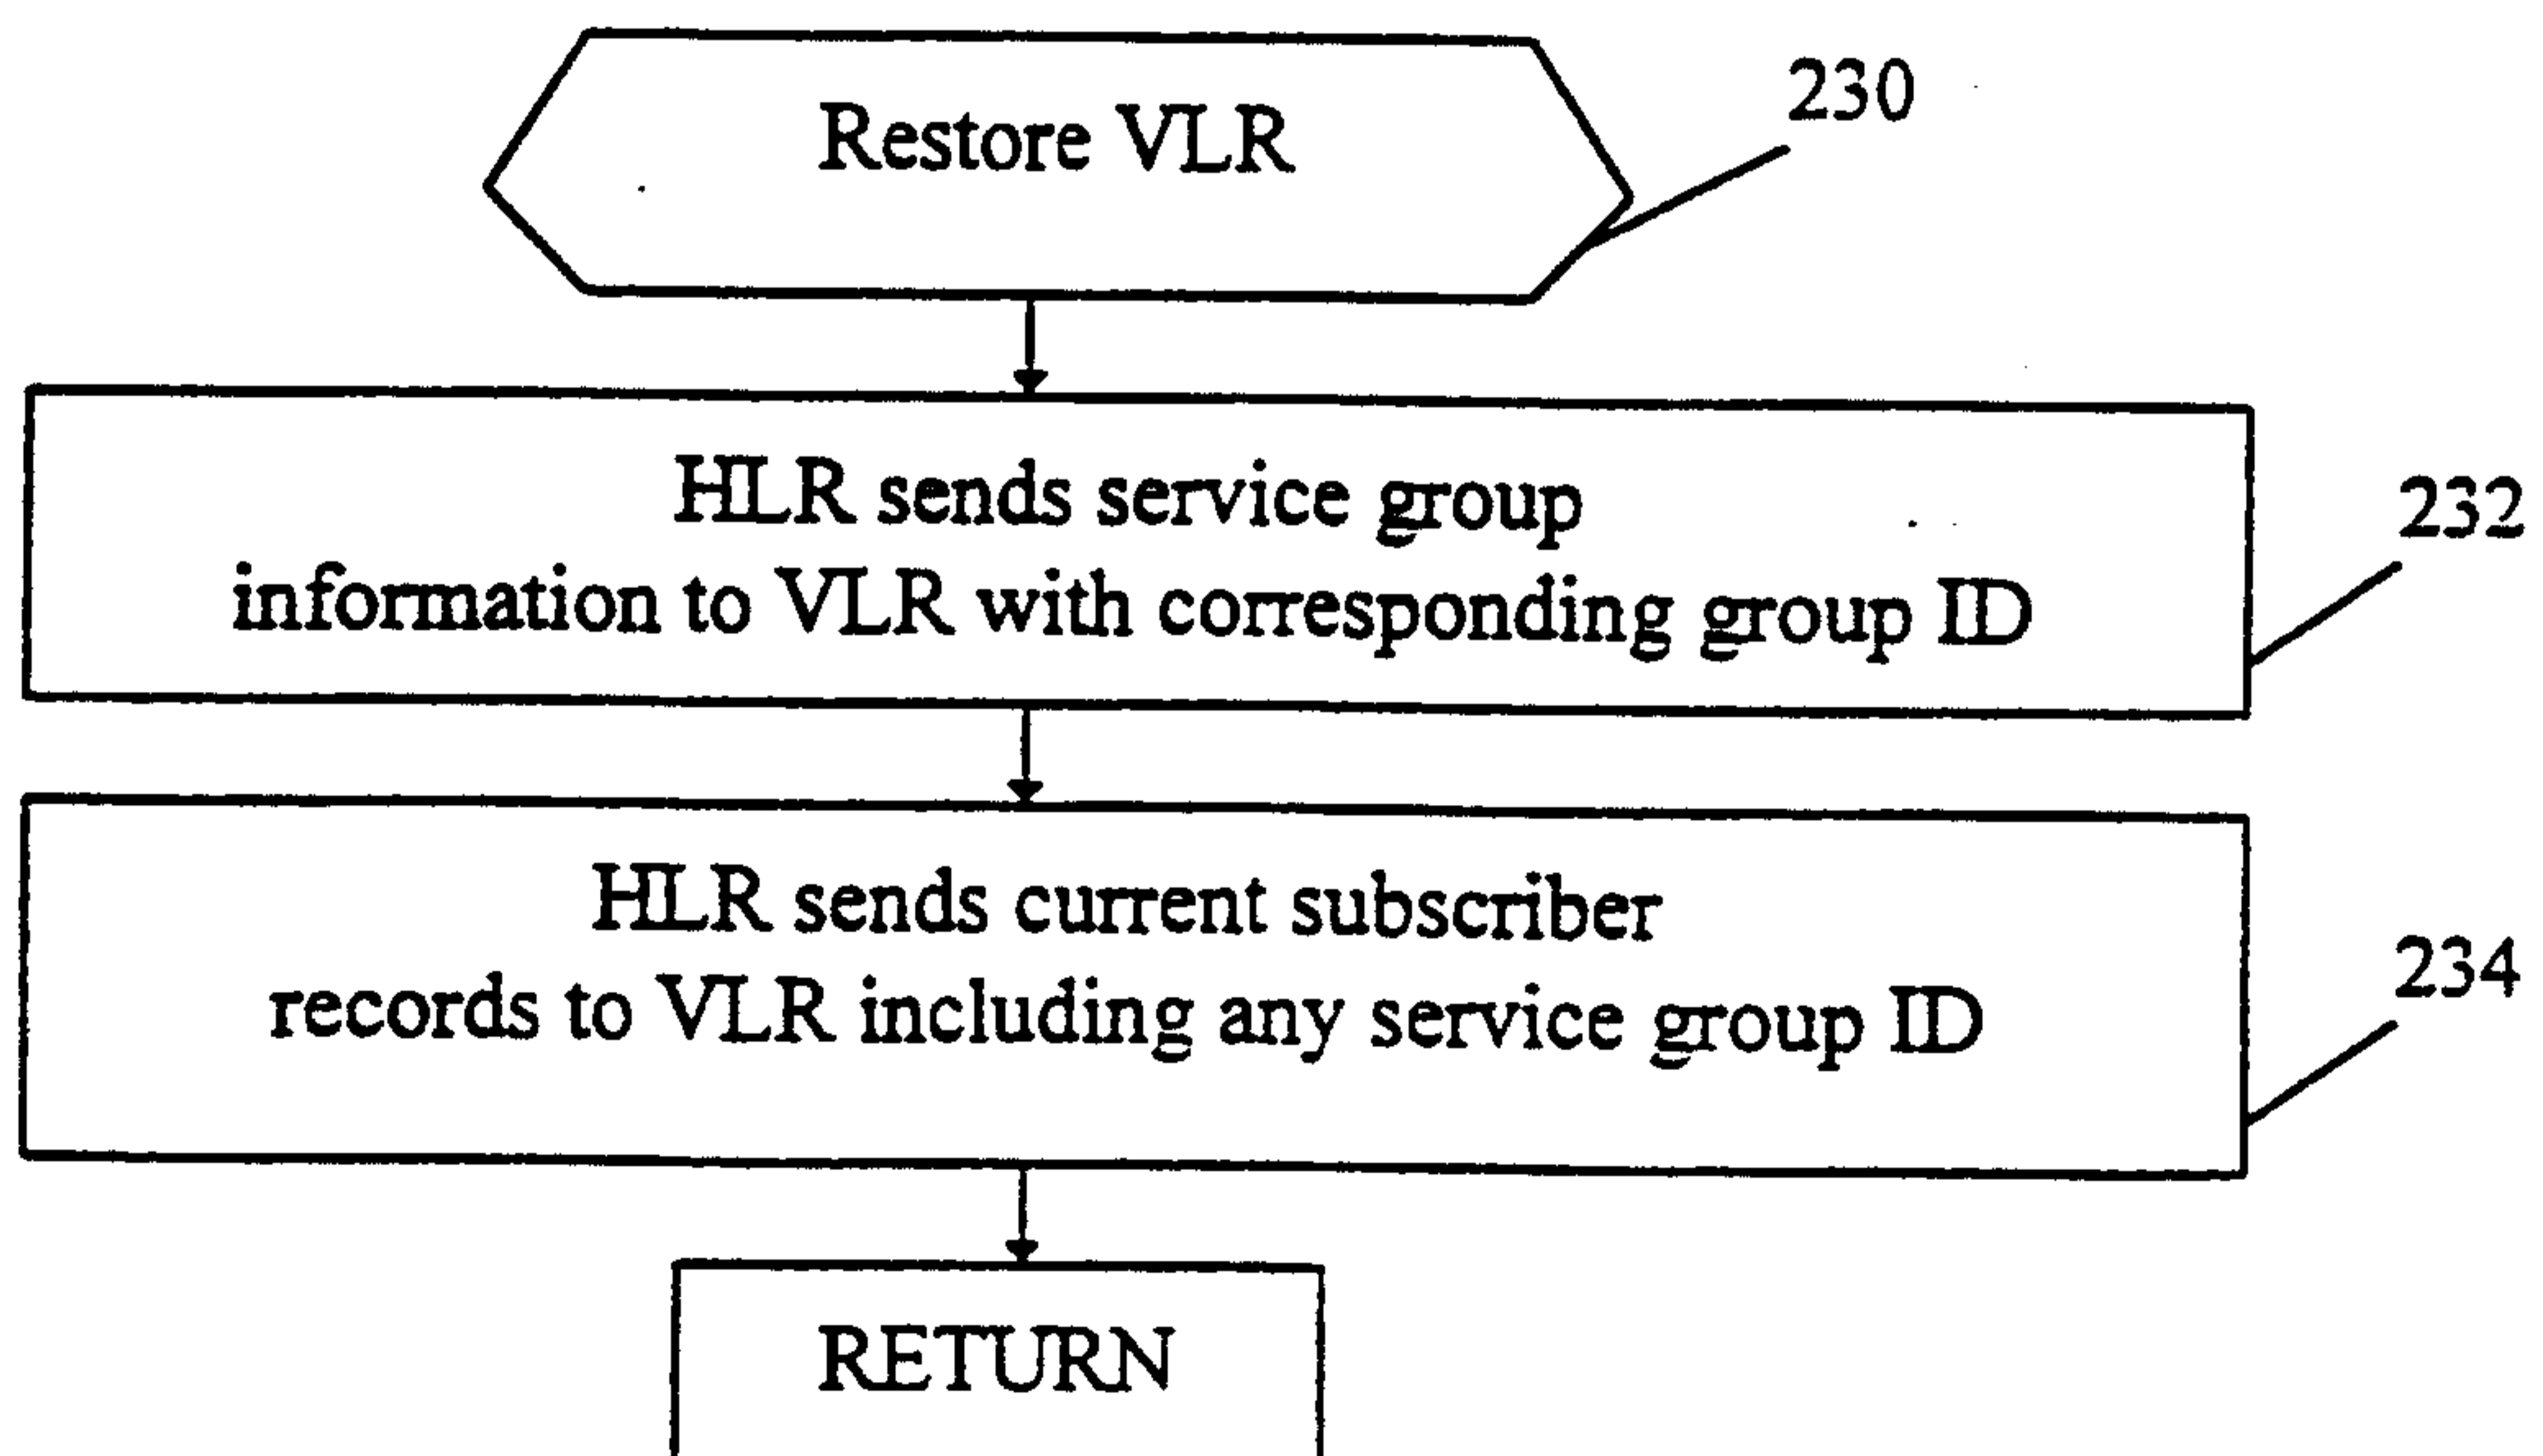 Restore VLR
230
HLR sends service group
information to VLR with corresponding group ID
232
HLR sends current subscriber
records to VLR including any service group ID
234
RETURN